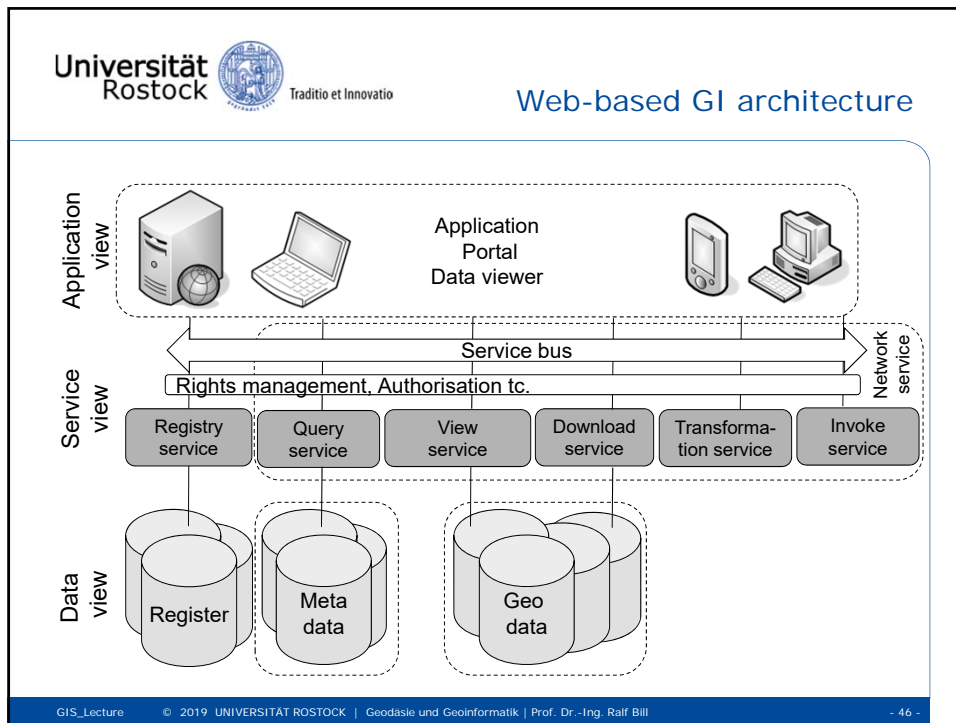 Universität
Rostock
Traditio et Innovatio
Web-based GI architecture
Application
view
Application
Portal
Data viewer
Service
view
Service bus
Network
service
Rights management, Authorisation tc.
Registry
service
Query
service
View
service
Download
service
Transforma-
tion service
Invoke
service
Data
view
Register
Meta
data
Geo
data
GIS_Lecture © 2019 UNIVERSITÄT ROSTOCK | Geodäsie und Geoinformatik | Prof. Dr.-Ing. Ralf Bill - 46 -